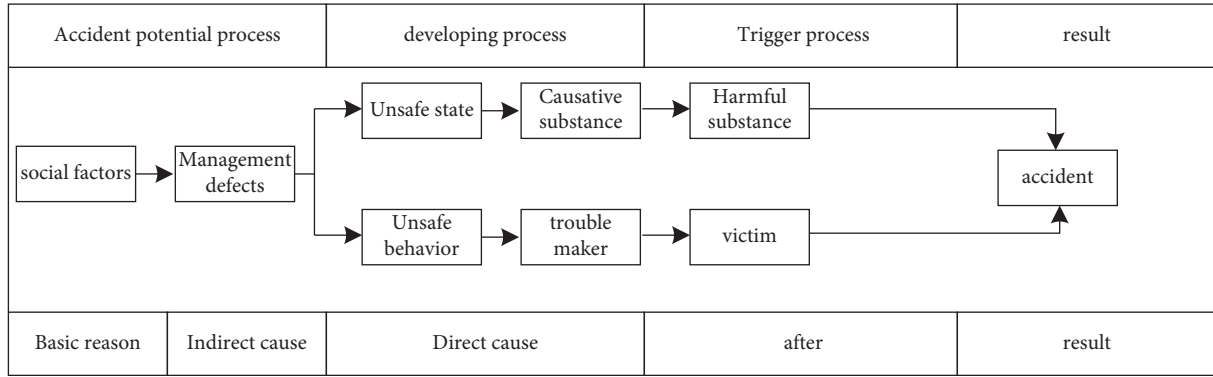 Accident potential process
developing process
Trigger process
result
Unsafe state
Causative
substance
Harmful
substance
social factors
Management
defects
accident
Unsafe
behavior
trouble
maker
victim
Basic reason
Indirect cause
Direct cause
after
result